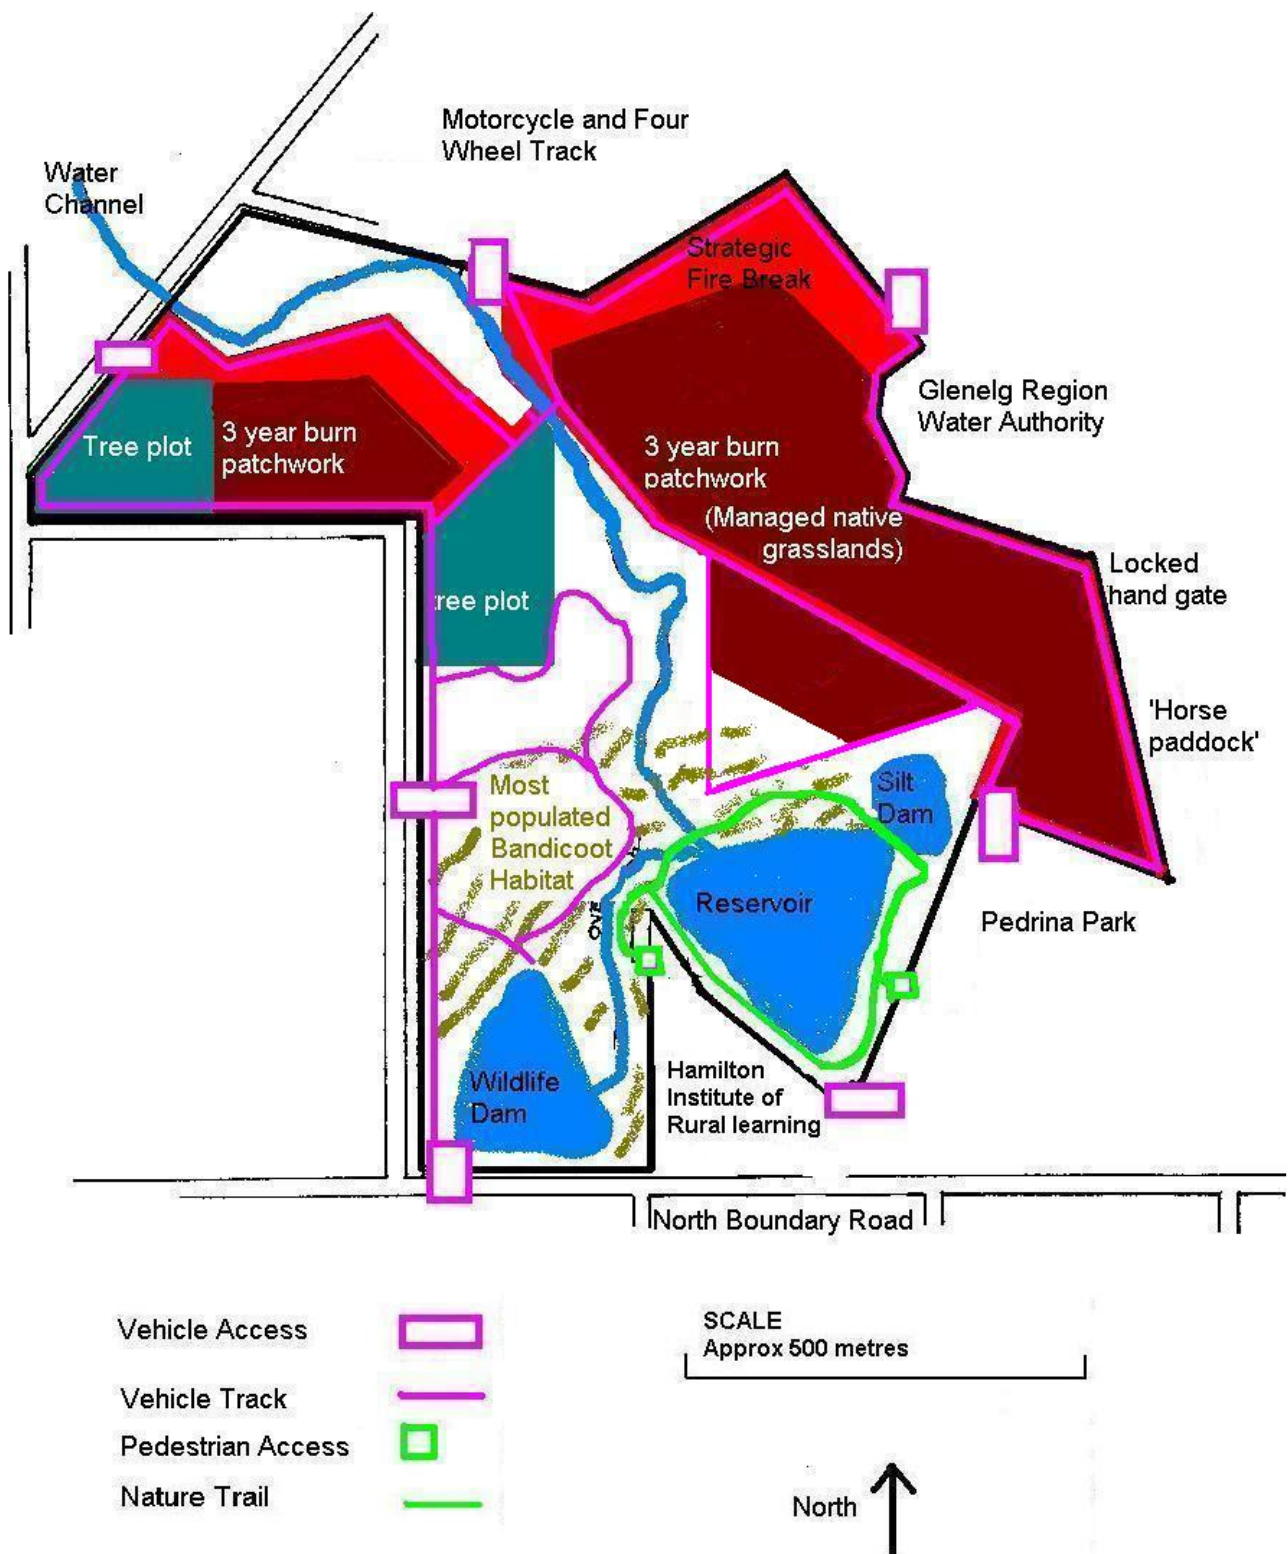 Motorcycle and Four
Wheel Track
Water
Channel
Strategic
Fire Break
Glenelg Region
Water Authority
Tree plot
3 year burn
patchwork
3 year burn
patchwork
(Managed native
grasslands)
Locked
hand gate
tree plot
'Horse
paddock'
Most
populated
Bandicoot
Habitat
Silt
Dam
Reservoir
Pedrina Park
Wildlife
Dam
Hamilton
Institute of
Rural learning
North Boundary Road
Vehicle Access
Vehicle Track
Pedestrian Access
Nature Trail
SCALE
Approx 500 metres
North